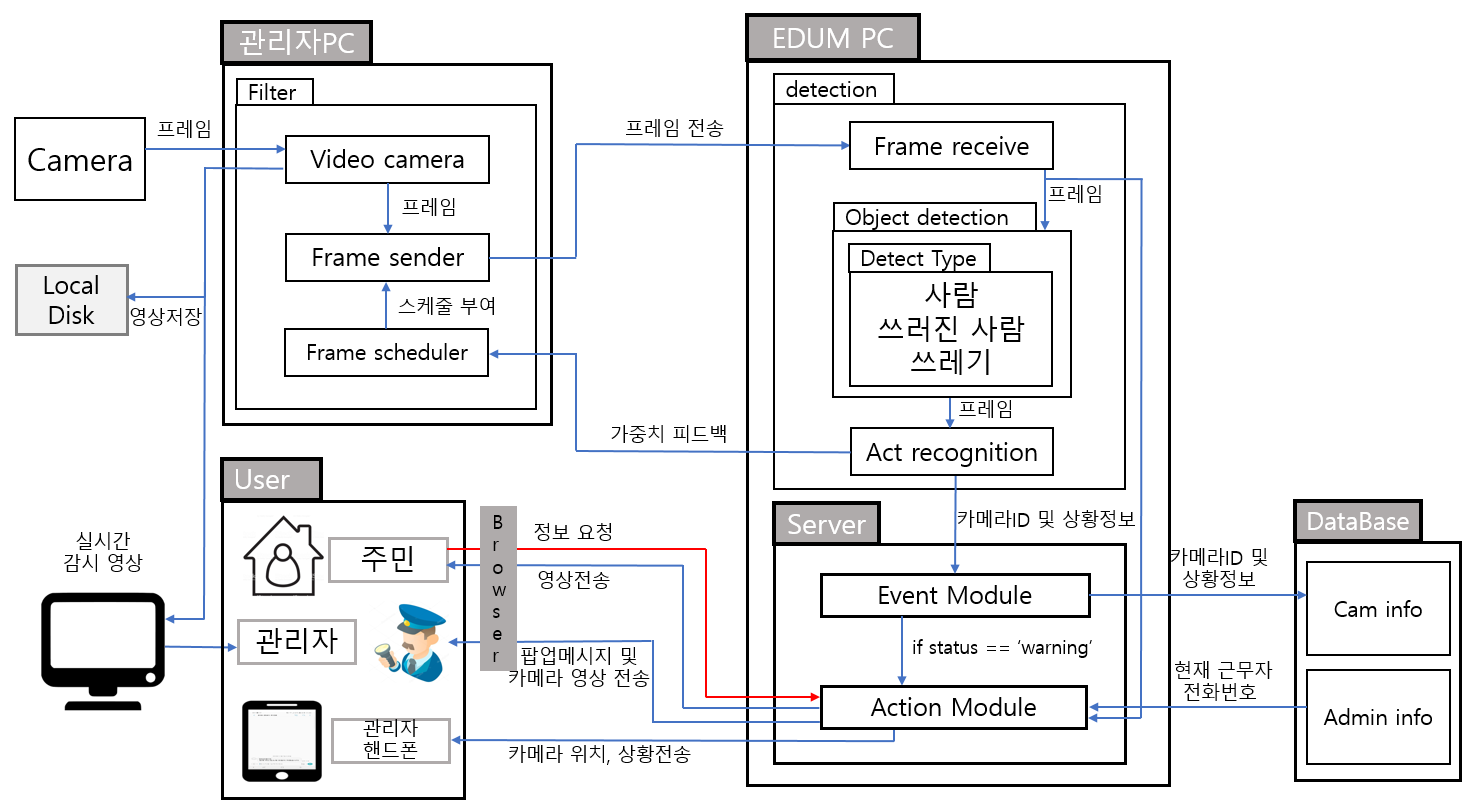 관리자PC
Filter
Camera
프레임
Video camera
프레임
Frame sender
스케줄 부여
Frame scheduler
Local
Disk
영상저장
프레임 전송
가중치 피드백
EDUM PC
detection
Frame receive
프레임
Object detection
Detect Type
사람
쓰러진 사람
쓰레기
프레임
Act recognition
카메라ID 및 상황정보
Server
Event Module
if status == ‘warning’
Action Module
카메라ID 및
상황정보
현재 근무자
전화번호
DataBase
Cam info
Admin info
실시간
감시 영상
User
주민
관리자
관리자
핸드폰
Browser
정보 요청
영상전송
팝업메시지 및
카메라 영상 전송
카메라 위치, 상황전송